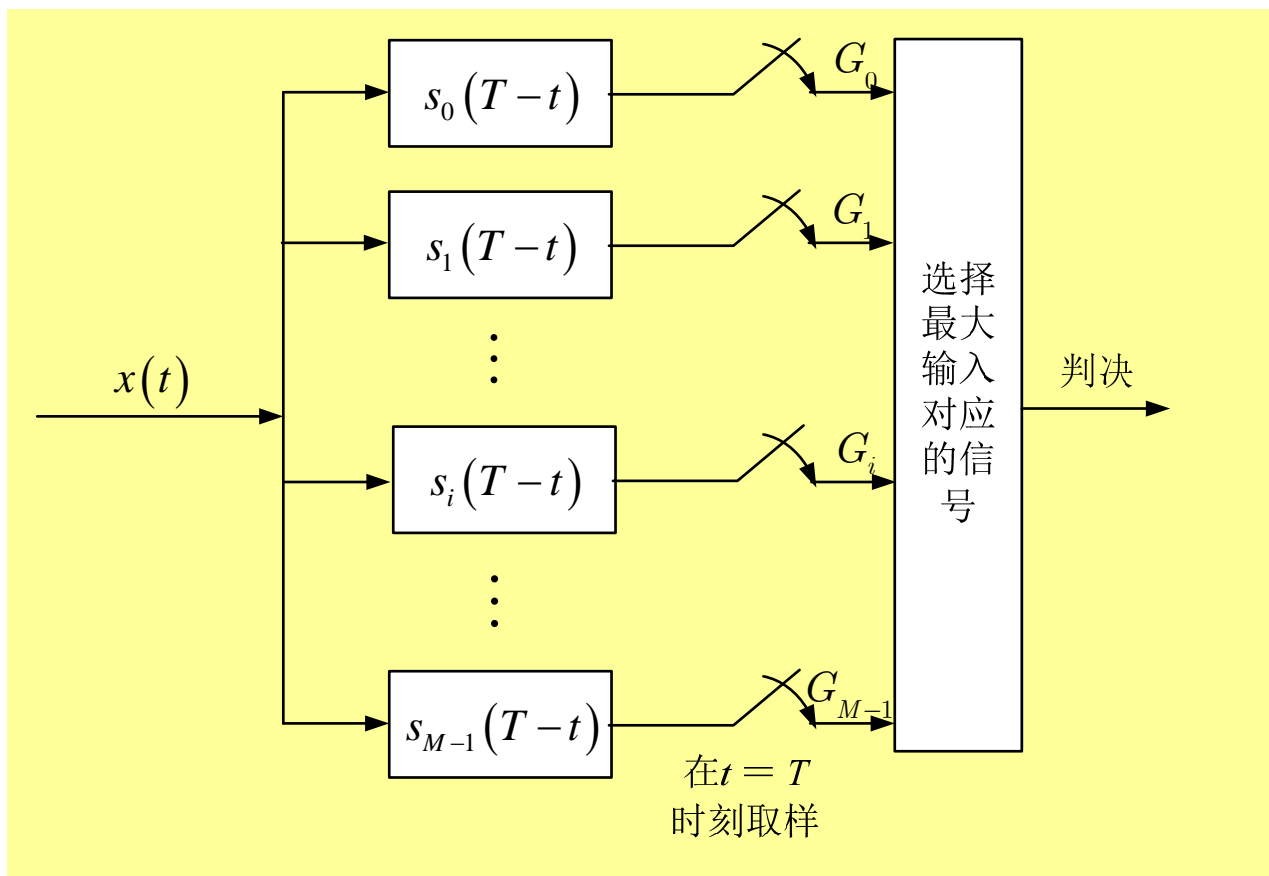 s₀(T−t)
G₀
s₁(T−t)
G₁
⋮
x(t)
sᵢ(T−t)
Gᵢ
⋮
s_{M−1}(T−t)
G_{M−1}
在t = T
时刻取样
选择
最大
输入
对应
的信
号
判决